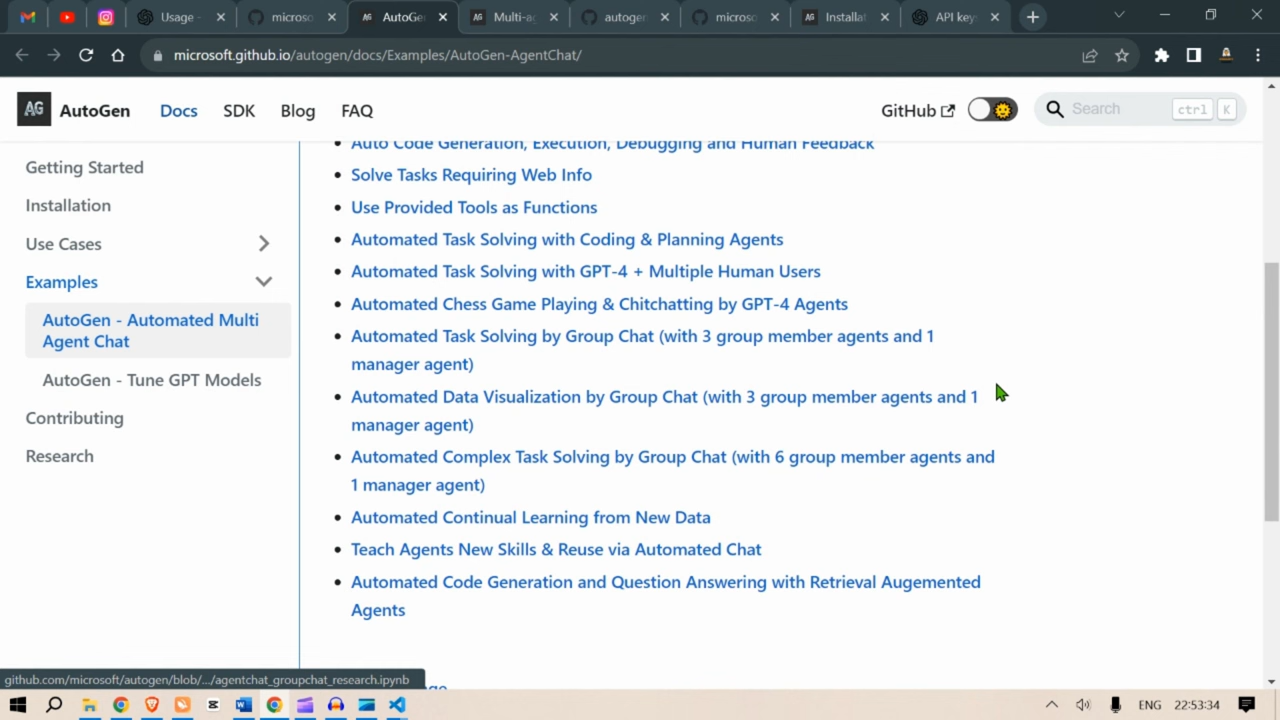 Usage -
microso
AutoGe
Multi-a
autoge
microso
Installa
API key
microsoft.github.io/autogen/docs/Examples/AutoGen-AgentChat/
AG AutoGen Docs SDK Blog FAQ GitHub Search ctrl K
Getting Started
Installation
Use Cases
Examples
AutoGen - Automated Multi
Agent Chat
AutoGen - Tune GPT Models
Contributing
Research
Auto Code Generation, Execution, Debugging and Human Feedback
Solve Tasks Requiring Web Info
Use Provided Tools as Functions
Automated Task Solving with Coding & Planning Agents
Automated Task Solving with GPT-4 + Multiple Human Users
Automated Chess Game Playing & Chitchatting by GPT-4 Agents
Automated Task Solving by Group Chat (with 3 group member agents and 1
manager agent)
Automated Data Visualization by Group Chat (with 3 group member agents and 1
manager agent)
Automated Complex Task Solving by Group Chat (with 6 group member agents and
1 manager agent)
Automated Continual Learning from New Data
Teach Agents New Skills & Reuse via Automated Chat
Automated Code Generation and Question Answering with Retrieval Augemented
Agents
github.com/microsoft/autogen/blob/.../agentchat_groupchat_research.ipynb
ENG 22:53:34